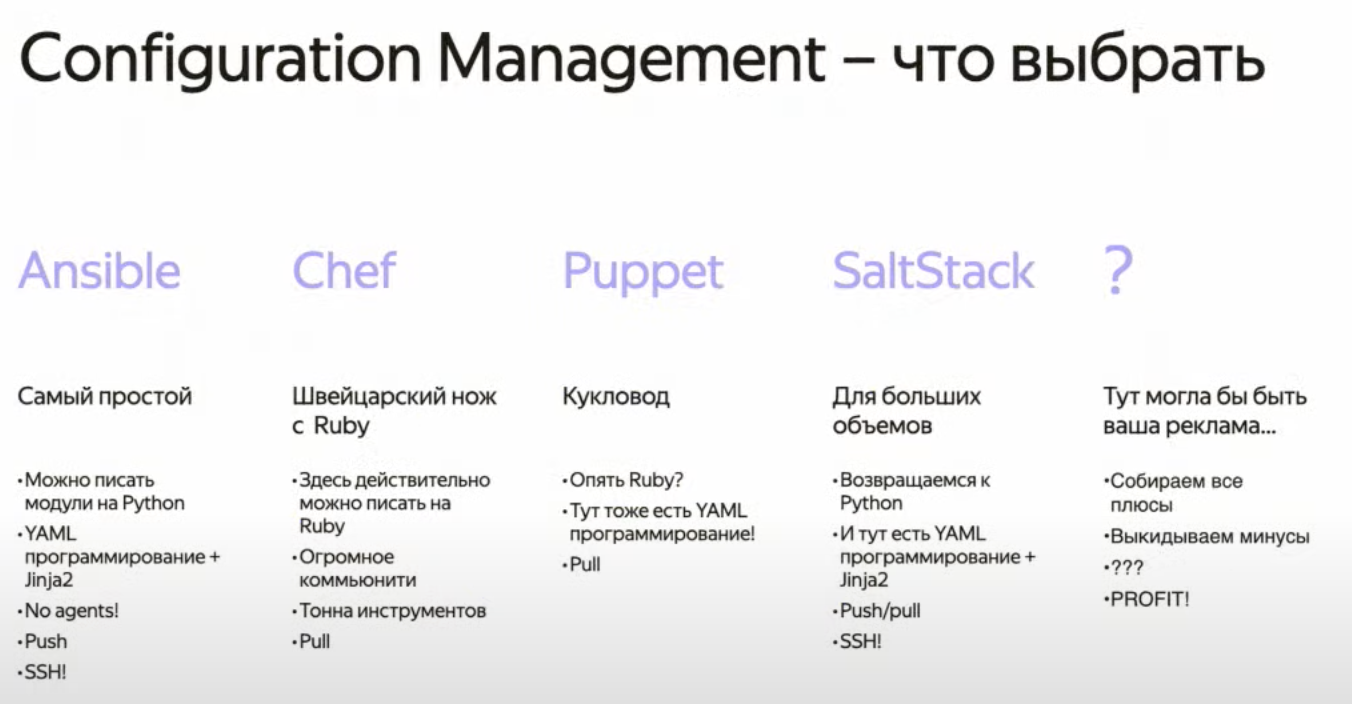 Configuration Management – что выбрать
Ansible
Самый простой
·Можно писать
модули на Python
·YAML
программирование +
Jinja2
·No agents!
·Push
·SSH!
Chef
Швейцарский нож
с Ruby
·Здесь действительно
можно писать на
Ruby
·Огромное
коммьюнити
·Тонна инструментов
·Pull
Puppet
Кукловод
·Опять Ruby?
·Тут тоже есть YAML
программирование!
·Pull
SaltStack
Для больших
объемов
·Возвращаемся к
Python
·И тут есть YAML
программирование +
Jinja2
·Push/pull
·SSH!
?
Тут могла бы быть
ваша реклама...
·Собираем все
плюсы
·Выкидываем минусы
·???
·PROFIT!